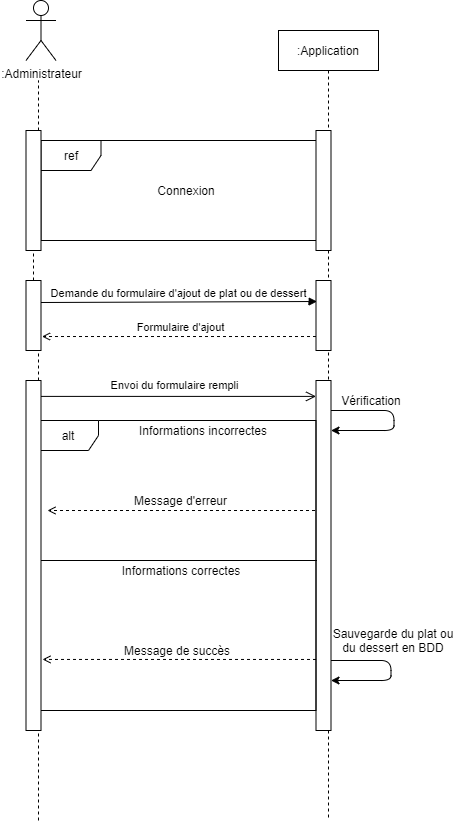 :Administrateur
:Application
ref
Connexion
Demande du formulaire d'ajout de plat ou de dessert
Formulaire d'ajout
Envoi du formulaire rempli
Vérification
alt
Informations incorrectes
Message d'erreur
Informations correctes
Message de succès
Sauvegarde du plat ou
du dessert en BDD